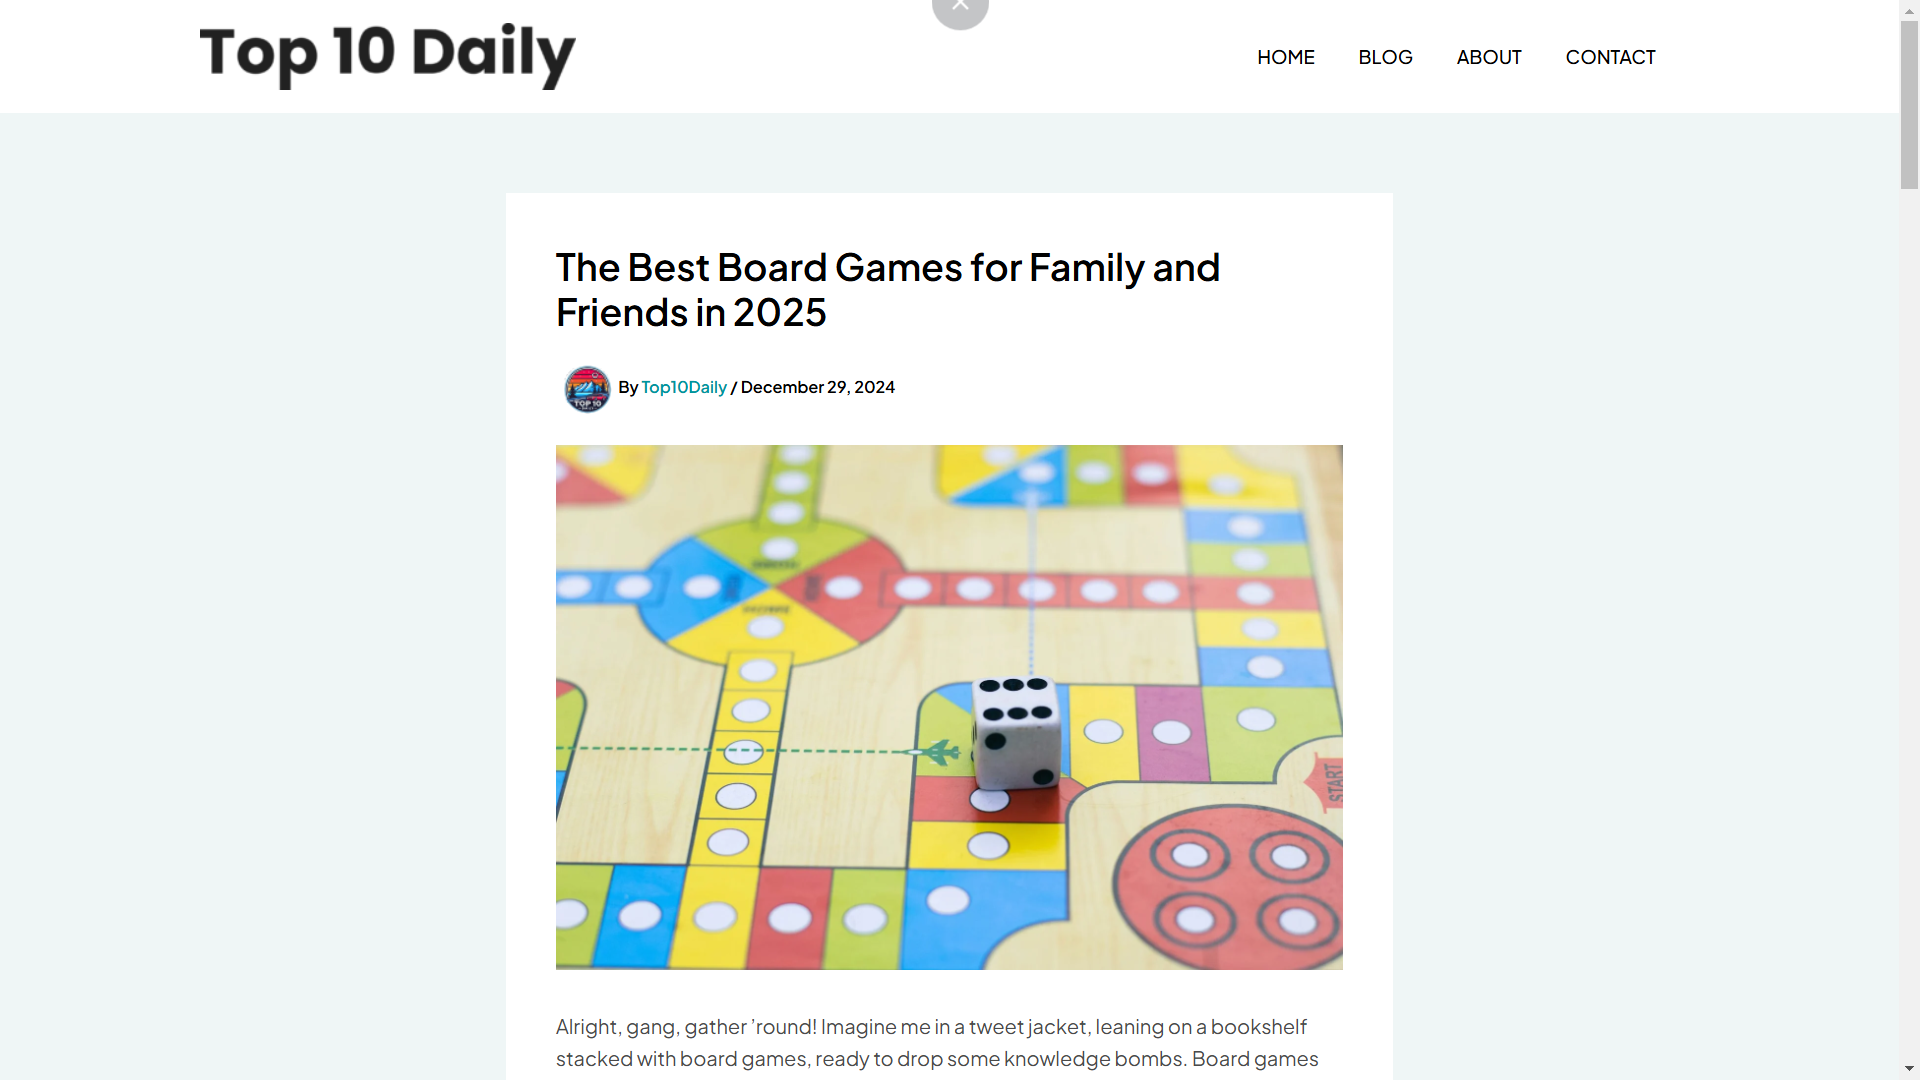 Top 10 Daily
HOME BLOG ABOUT CONTACT
The Best Board Games for Family and
Friends in 2025
TOP 10
By Top10Daily / December 29, 2024
START
Alright, gang, gather ’round! Imagine me in a tweet jacket, leaning on a bookshelf
stacked with board games, ready to drop some knowledge bombs. Board games